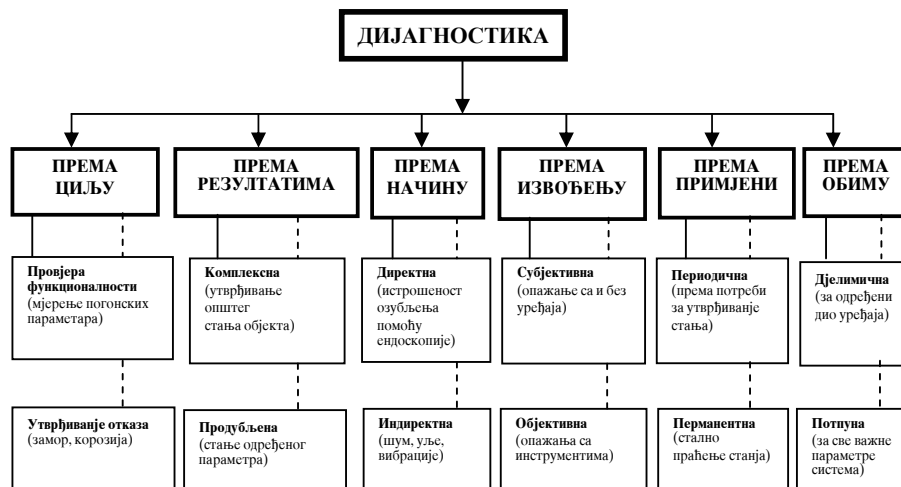 ДИЈАГНОСТИКА
ПРЕМА
ЦИЉУ
ПРЕМА
РЕЗУЛТАТИМА
ПРЕМА
НАЧИНУ
ПРЕМА
ИЗВОЂЕЊУ
ПРЕМА
ПРИМЈЕНИ
ПРЕМА
ОБИМУ
Провјера
функционалности
(мјерење погонских
параметара)
Комплексна
(утврђивање
општег
стања објекта)
Директна
(истрошеност
озубљења
помоћу
ендоскопије)
Субјективна
(опажање са и без
уређаја)
Периодична
(према потреби
за утврђиванје
стања)
Дјелимична
(за одређени
дио уређаја)
Утврђиванје отказа
(замор, корозија)
Продубљена
(стање одређеног
параметра)
Индиректна
(шум, уље,
вибрације)
Објективна
(опажања са
инструментима)
Перманентна
(стално
праћење станја)
Потпуна
(за све важне
параметре
система)